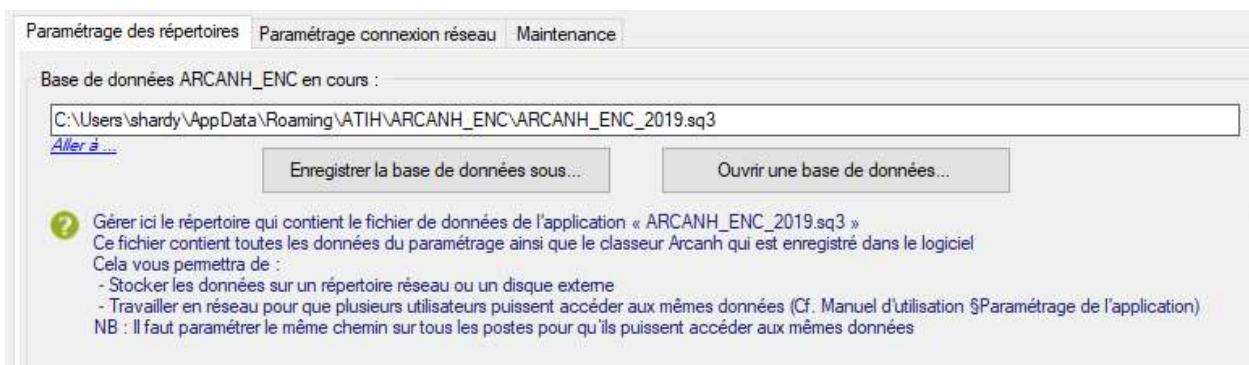 Paramétrage des répertoires Paramétrage connexion réseau Maintenance
Base de données ARCANH_ENC en cours :
C:\Users\shardy\AppData\Roaming\ATIH\ARCANH_ENC\ARCANH_ENC_2019.sq3
Aller à ...
Enregistrer la base de données sous... Ouvrir une base de données...
? Gérer ici le répertoire qui contient le fichier de données de l'application « ARCANH_ENC_2019.sq3 »
Ce fichier contient toutes les données du paramétrage ainsi que le classeur Arcanh qui est enregistré dans le logiciel
Cela vous permettra de :
- Stocker les données sur un répertoire réseau ou un disque externe
- Travailler en réseau pour que plusieurs utilisateurs puissent accéder aux mêmes données (Cf. Manuel d'utilisation §Paramétrage de l'application)
NB : Il faut paramétrer le même chemin sur tous les postes pour qu'ils puissent accéder aux mêmes données